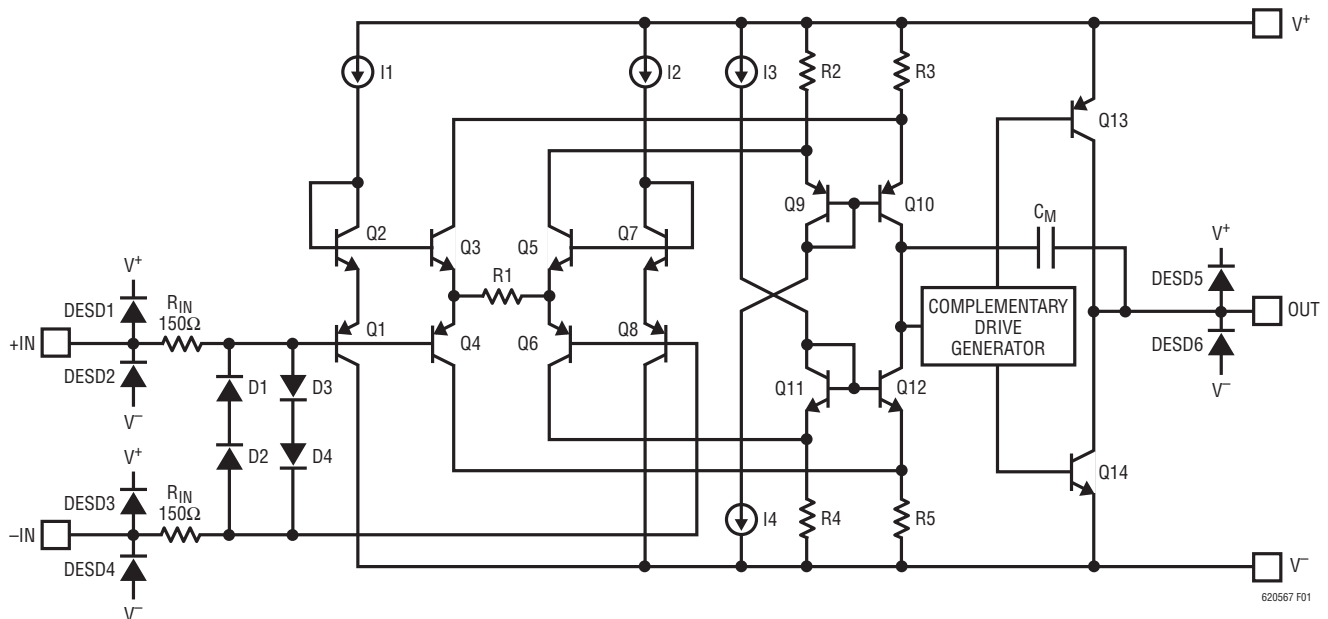 V+
I1
I2
I3
R2
R3
Q13
Q9
Q10
CM
Q2
Q3
Q5
Q7
V+
V+
DESD1
RIN
150Ω
R1
DESD5
+IN
Q1
Q4
Q6
Q8
COMPLEMENTARY
DRIVE
GENERATOR
OUT
DESD2
D1
D3
Q11
Q12
DESD6
V–
V–
V+
D2
D4
Q14
DESD3
RIN
150Ω
–IN
I4
R4
R5
DESD4
V–
V–
620567 F01